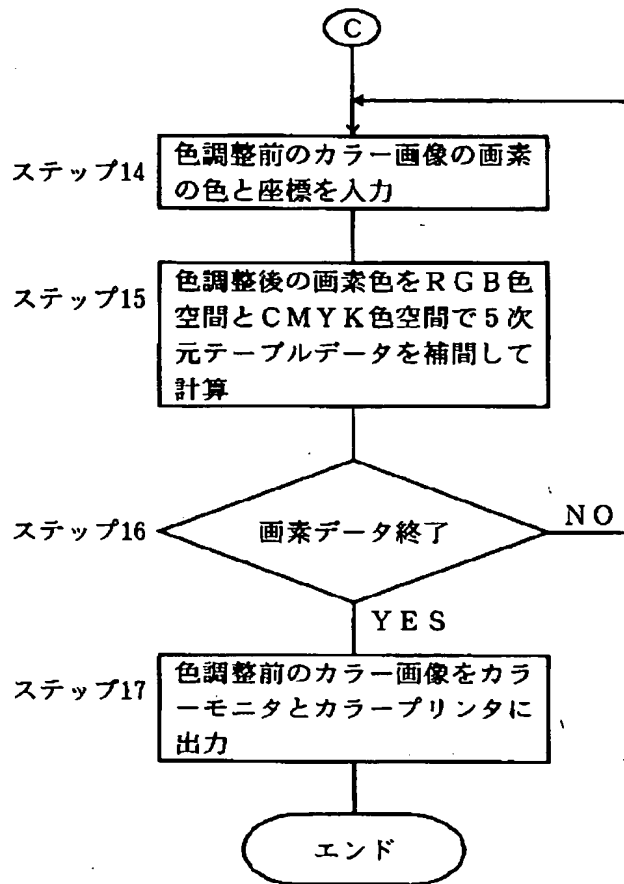 C
ステップ14
色調整前のカラー画像の画素
の色と座標を入力
ステップ15
色調整後の画素色をRGB色
空間とCMYK色空間で5次
元テーブルデータを補間して
計算
ステップ16
画素データ終了
NO
YES
ステップ17
色調整前のカラー画像をカラ
ーモニタとカラープリンタに
出力
エンド